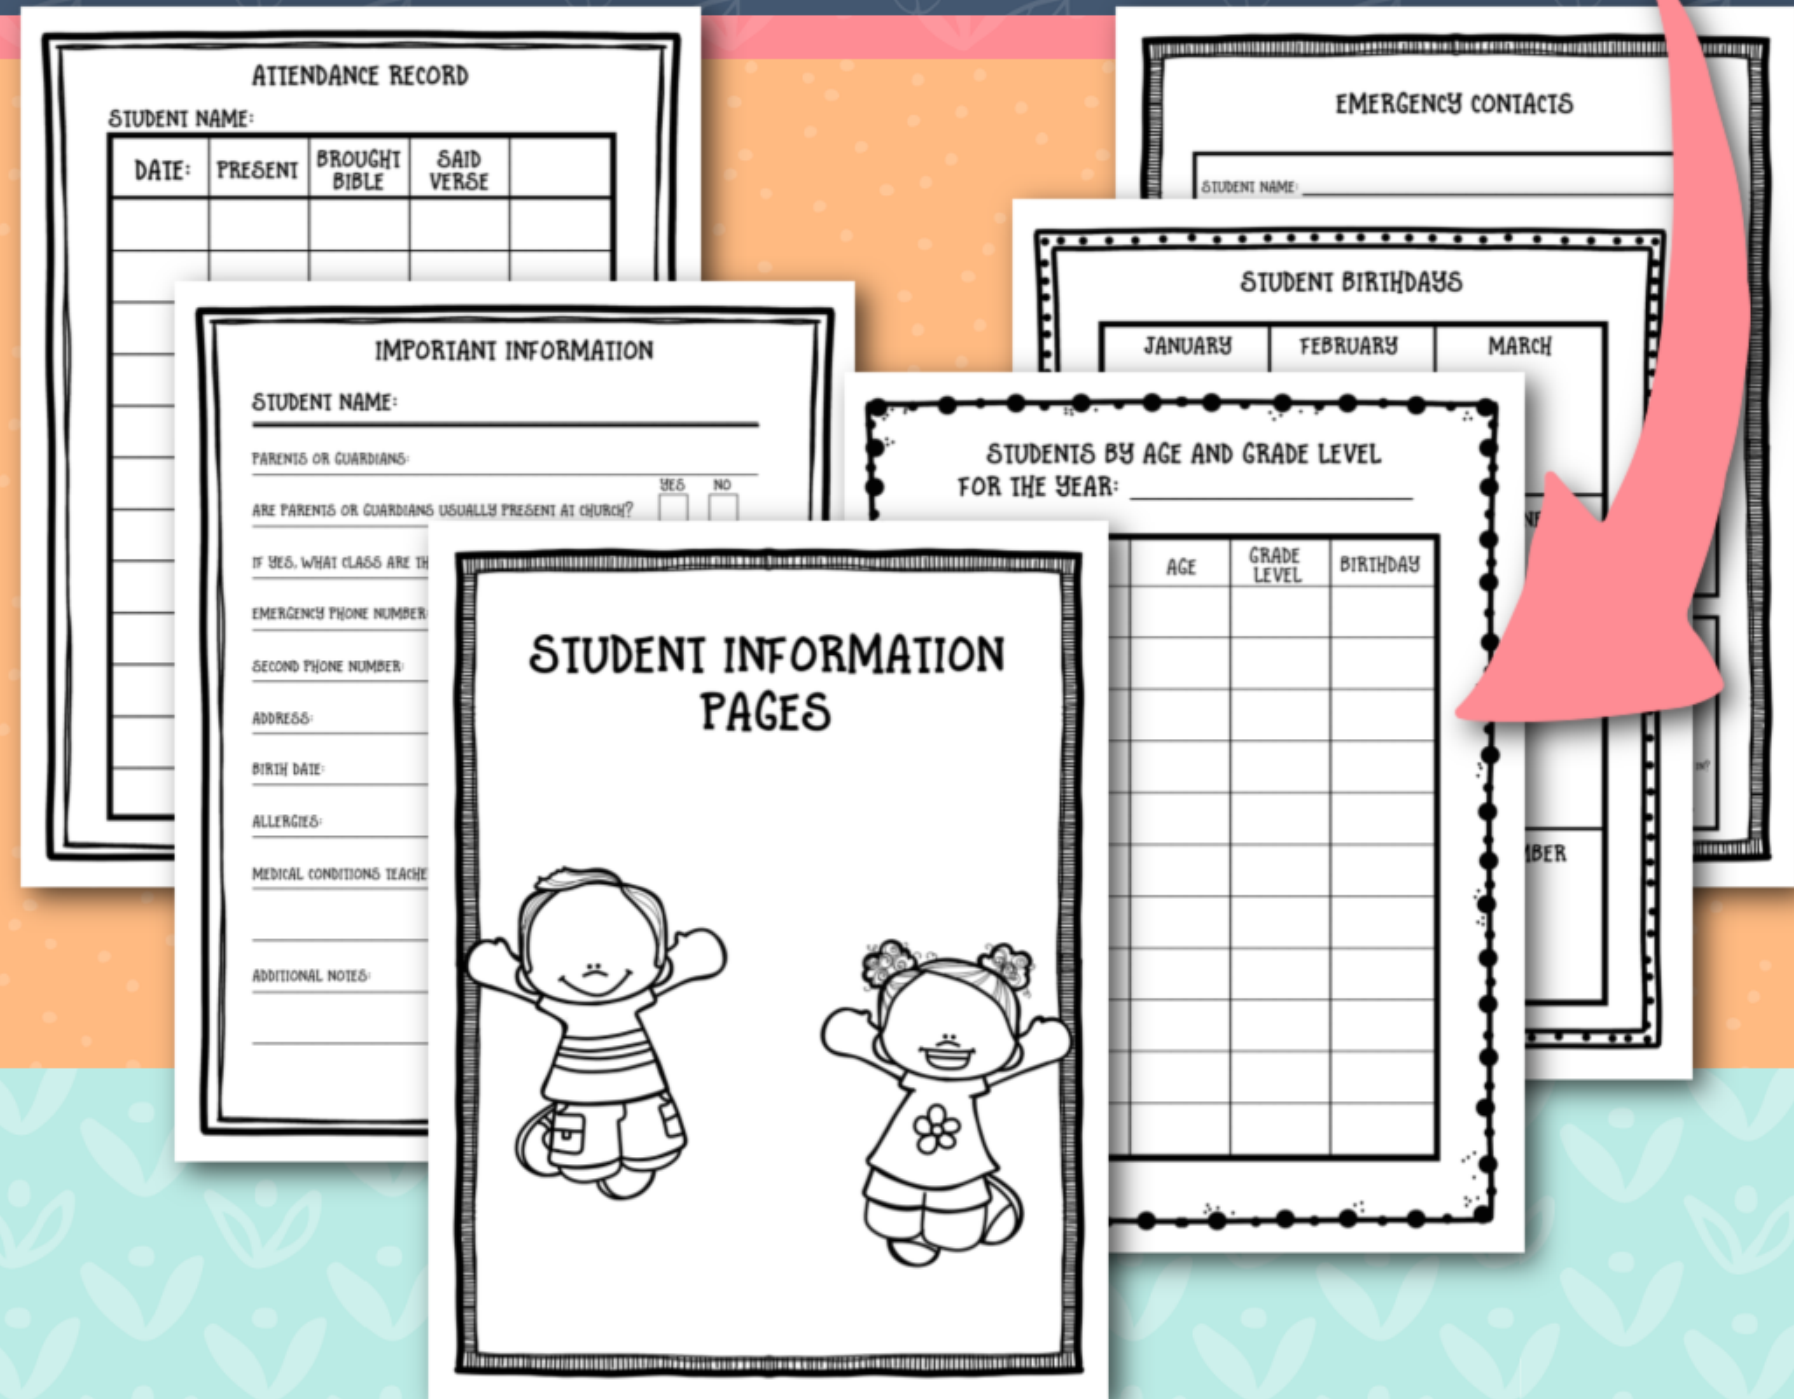 ATTENDANCE RECORD
STUDENT NAME:
DATE: PRESENT BROUGHT BIBLE SAID VERSE
IMPORTANT INFORMATION
STUDENT NAME:
PARENTS OR GUARDIANS:
YES NO
ARE PARENTS OR GUARDIANS USUALLY PRESENT AT CHURCH?
IF YES, WHAT CLASS ARE
EMERGENCY PHONE NUMBER
SECOND PHONE NUMBER:
ADDRESS:
BIRTH DATE:
ALLERGIES:
MEDICAL CONDITIONS
ADDITIONAL NOTES:
STUDENT INFORMATION
PAGES
EMERGENCY CONTACTS
STUDENT NAME:
STUDENT BIRTHDAYS
JANUARY FEBRUARY MARCH
STUDENTS BY AGE AND GRADE LEVEL
FOR THE YEAR:
AGE GRADE LEVEL BIRTHDAY